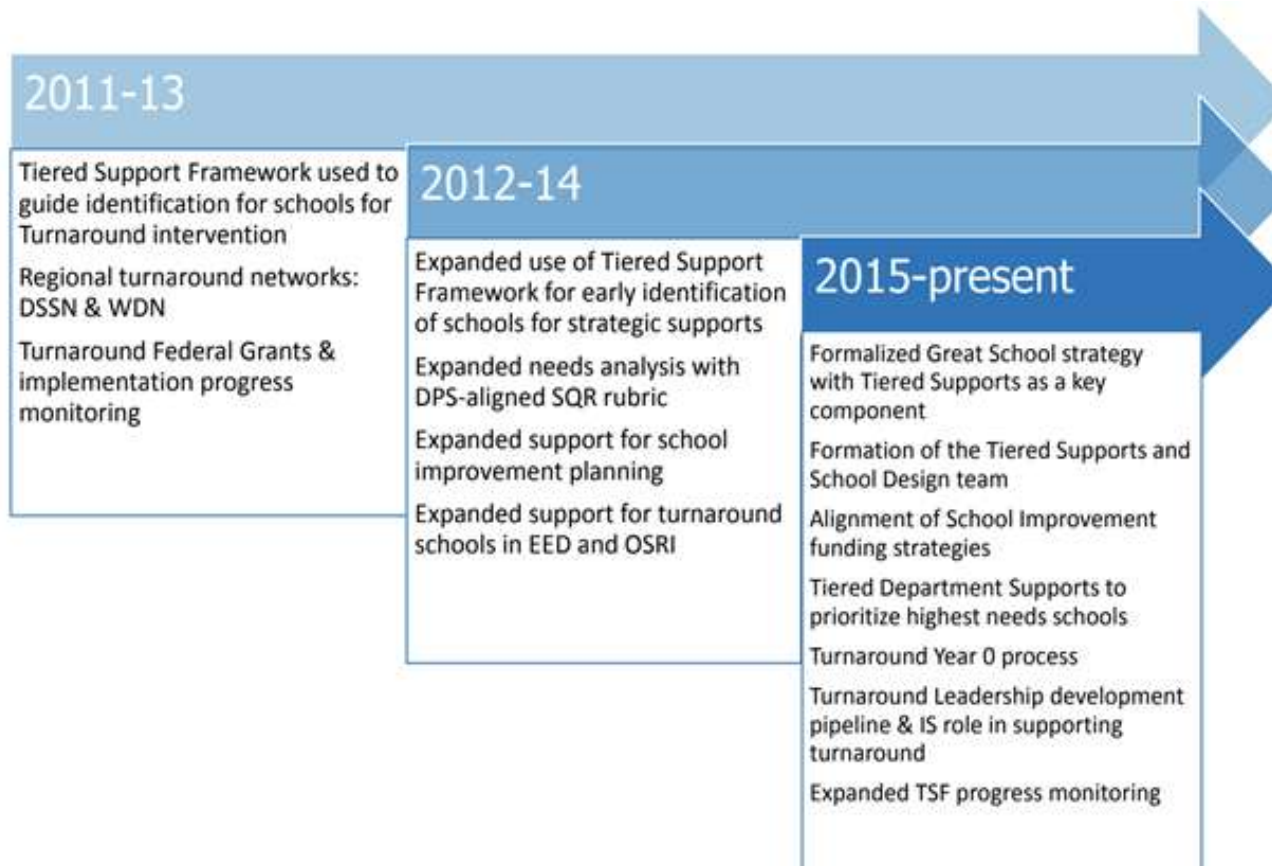 2011-13
Tiered Support Framework used to
guide identification for schools for
Turnaround intervention
Regional turnaround networks:
DSSN & WDN
Turnaround Federal Grants &
implementation progress
monitoring
2012-14
Expanded use of Tiered Support
Framework for early identification
of schools for strategic supports
Expanded needs analysis with
DPS-aligned SQR rubric
Expanded support for school
improvement planning
Expanded support for turnaround
schools in EED and OSRI
2015-present
Formalized Great School strategy
with Tiered Supports as a key
component
Formation of the Tiered Supports and
School Design team
Alignment of School Improvement
funding strategies
Tiered Department Supports to
prioritize highest needs schools
Turnaround Year 0 process
Turnaround Leadership development
pipeline & IS role in supporting
turnaround
Expanded TSF progress monitoring